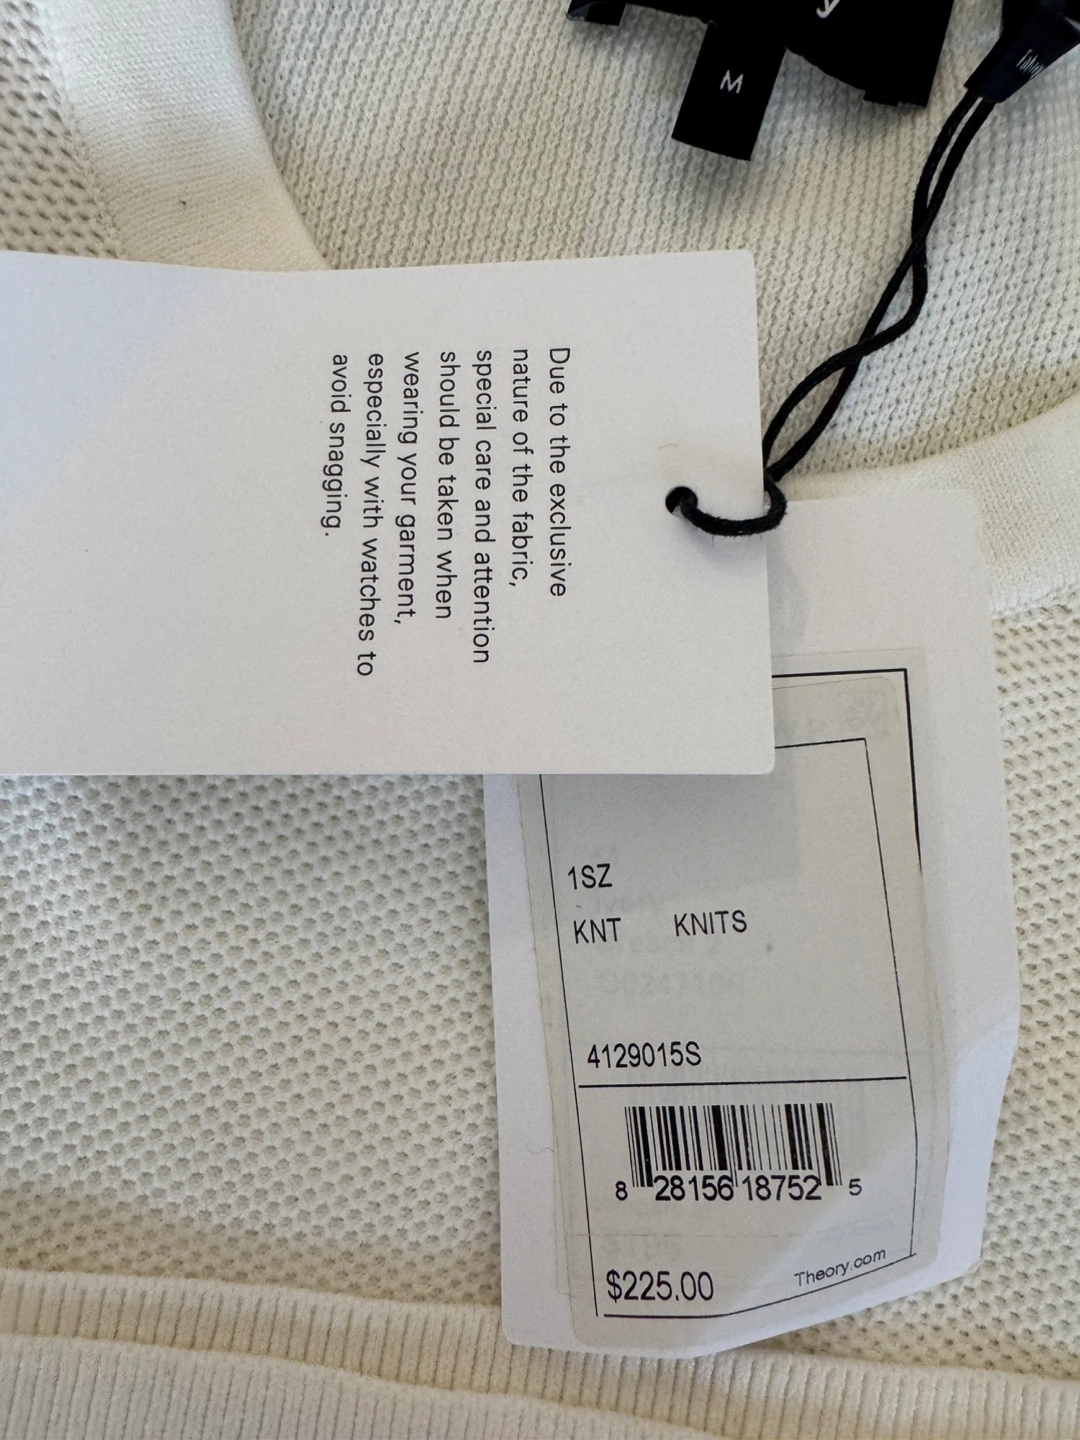 M
Due to the exclusive
nature of the fabric,
special care and attention
should be taken when
wearing your garment,
especially with watches to
avoid snagging.
1SZ
KNT KNITS
4129015S
8 28156 18752 5
$225.00
Theory.com